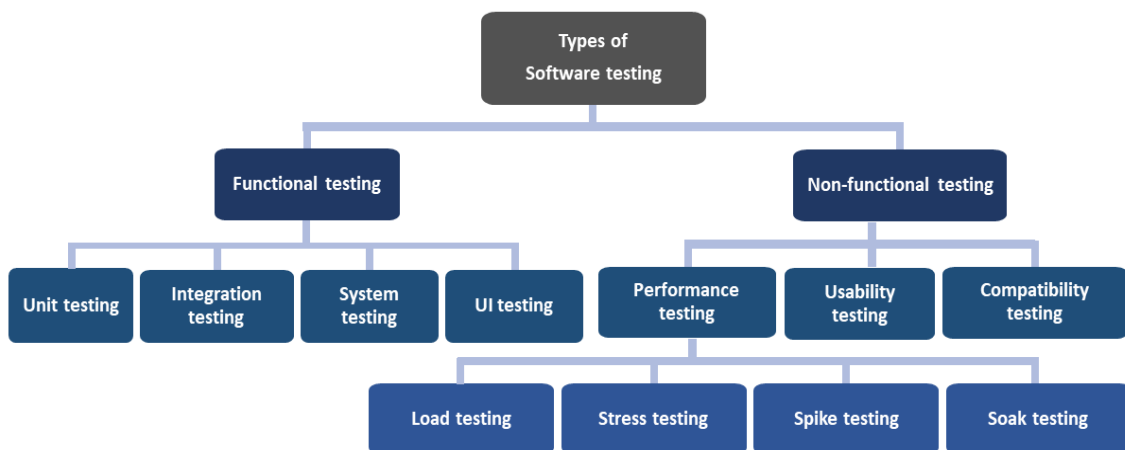 Types of
Software testing
Functional testing
Non-functional testing
Unit testing
Integration
testing
System
testing
UI testing
Performance
testing
Usability
testing
Compatibility
testing
Load testing
Stress testing
Spike testing
Soak testing